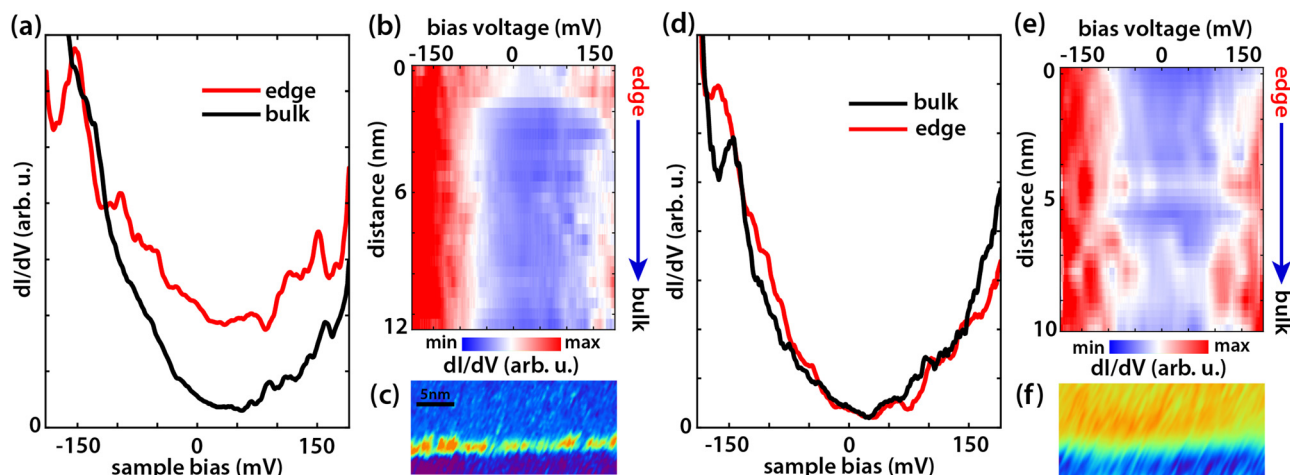 (a)
dI/dV (arb. u.)
edge
bulk
0
-150
0
150
sample bias (mV)
(b)
bias voltage (mV)
-150
0
150
0
6
12
distance (nm)
edge
bulk
min
max
dI/dV (arb. u.)
(c)
5nm
(d)
dI/dV (arb. u.)
bulk
edge
0
-150
0
150
sample bias (mV)
(e)
bias voltage (mV)
-150
0
150
0
5
10
distance (nm)
edge
bulk
min
max
dI/dV (arb. u.)
(f)